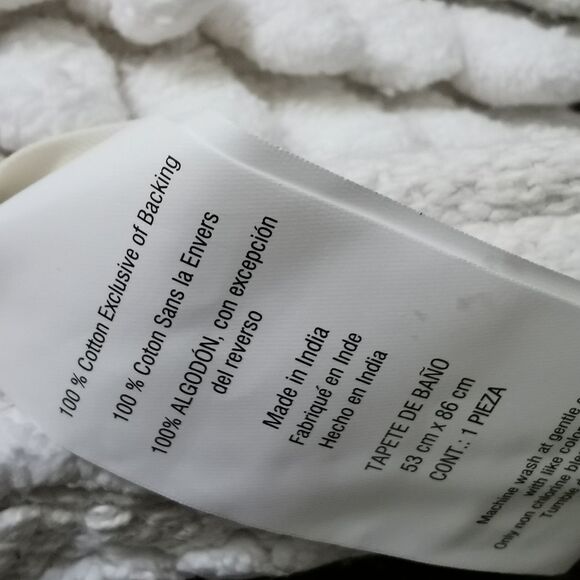 100 % Cotton Exclusive of Backing
100 % Coton Sans la Envers
100% ALGODÓN, con excepción
del reverso
Made in India
Fabriqué en Inde
Hecho en India
TAPETE DE BAÑO
53 cm x 86 cm
CONT.: 1 PIEZA
Machine wash at gentle
with like color
Only non chlorine
Tumble